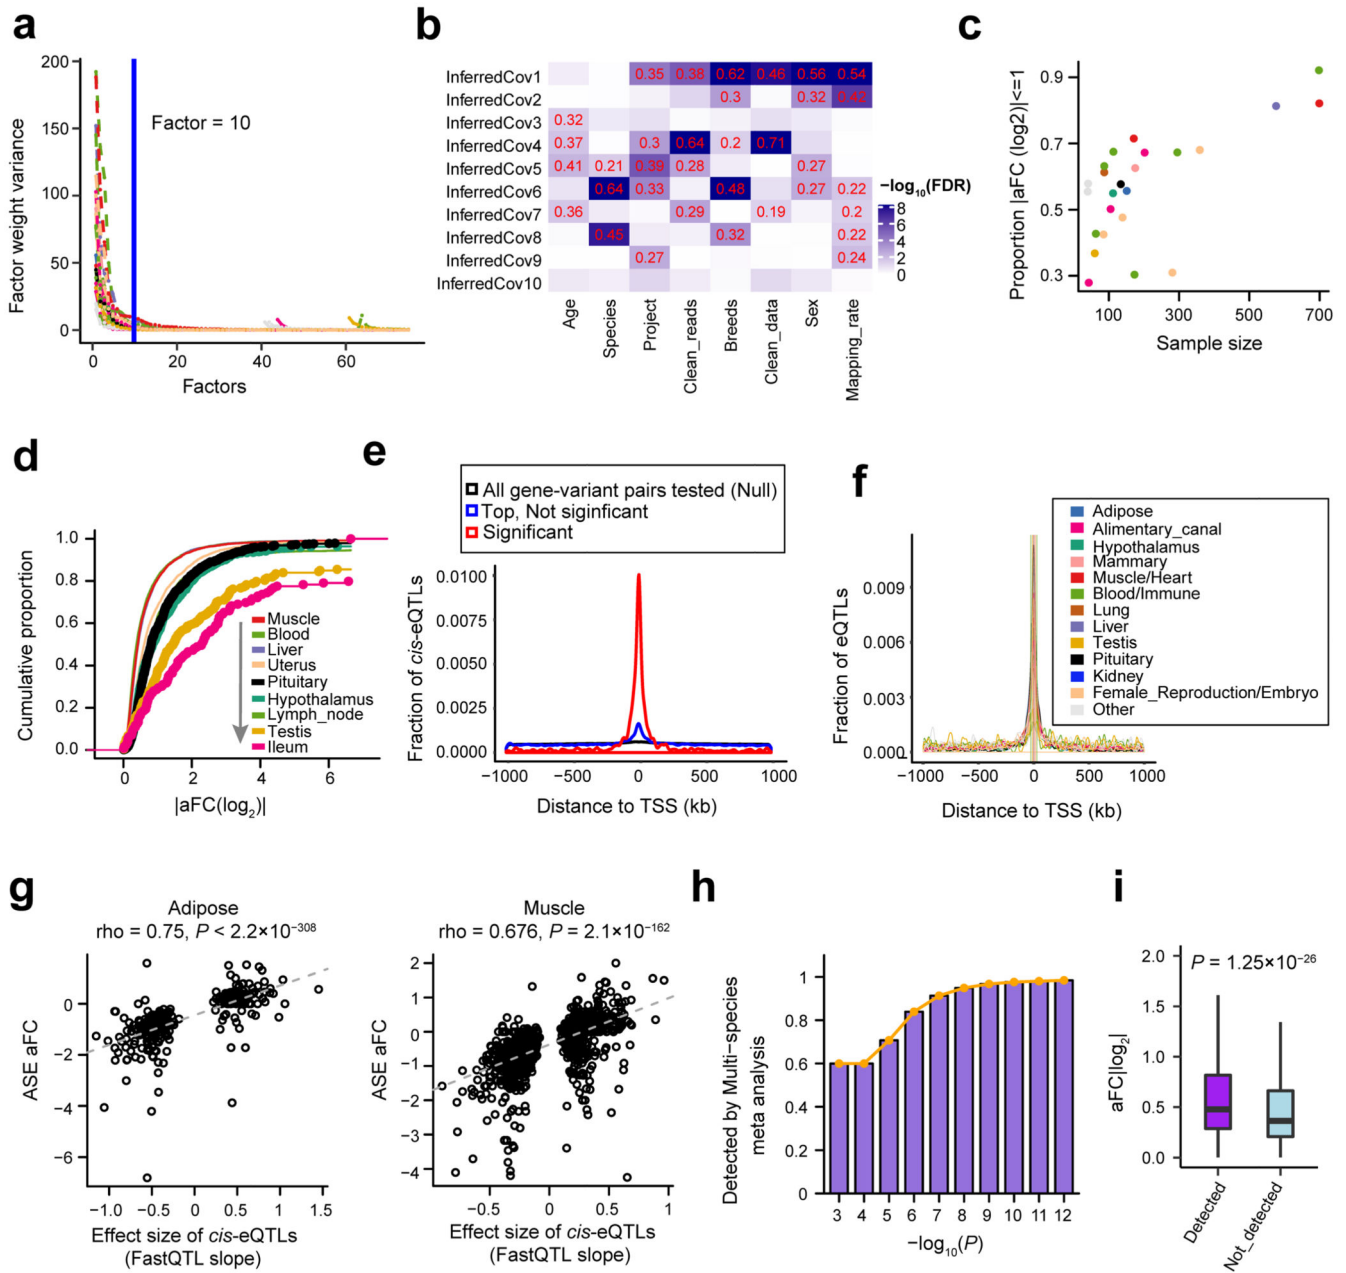 a
Factor weight variance
200
150
100
50
0
Factor = 10
0 20 40 60
Factors
b
InferredCov1 0.35 0.38 0.62 0.46 0.56 0.54
InferredCov2 0.3 0.32 0.42
InferredCov3 0.32
InferredCov4 0.37 0.3 0.64 0.2 0.71
InferredCov5 0.41 0.21 0.39 0.28 0.27
InferredCov6 0.64 0.33 0.48 0.27 0.22
InferredCov7 0.36 0.29 0.19 0.2
InferredCov8 0.45 0.32 0.22
InferredCov9 0.27 0.24
InferredCov10
Age Species Project Clean_reads Breeds Clean_data Sex Mapping_rate
−log10(FDR)
8
6
4
2
0
c
Proportion |aFC (log2)|<=1
0.9
0.7
0.5
0.3
100 300 500 700
Sample size
d
Cumulative proportion
1.0
0.8
0.6
0.4
0.2
0.0
Muscle
Blood
Liver
Uterus
Pituitary
Hypothalamus
Lymph_node
Testis
Ileum
0 2 4 6
|aFC(log2)|
e
All gene-variant pairs tested (Null)
Top, Not siginficant
Significant
Fraction of cis-eQTLs
0.0100
0.0075
0.0050
0.0025
0.0000
−1000 −500 0 500 1000
Distance to TSS (kb)
f
Adipose
Alimentary_canal
Hypothalamus
Mammary
Muscle/Heart
Blood/Immune
Lung
Liver
Testis
Pituitary
Kidney
Female_Reproduction/Embryo
Other
Fraction of eQTLs
0.009
0.006
0.003
0.000
−1000 −500 0 500 1000
Distance to TSS (kb)
g
Adipose
rho = 0.75, P < 2.2×10−308
ASE aFC
0
−2
−4
−6
−1.0 −0.5 0 0.5 1 1.5
Effect size of cis-eQTLs
(FastQTL slope)
Muscle
rho = 0.676, P = 2.1×10−162
ASE aFC
2
1
0
−1
−2
−3
−4
−0.5 0 0.5 1
Effect size of cis-eQTLs
(FastQTL slope)
h
Detected by Multi−species
meta analysis
1
0.8
0.6
0.4
0.2
0
3 4 5 6 7 8 9 10 11 12
−log10(P)
i
P = 1.25×10−26
aFC|log2|
2.0
1.5
1.0
0.5
0.0
Detected
Not_detected